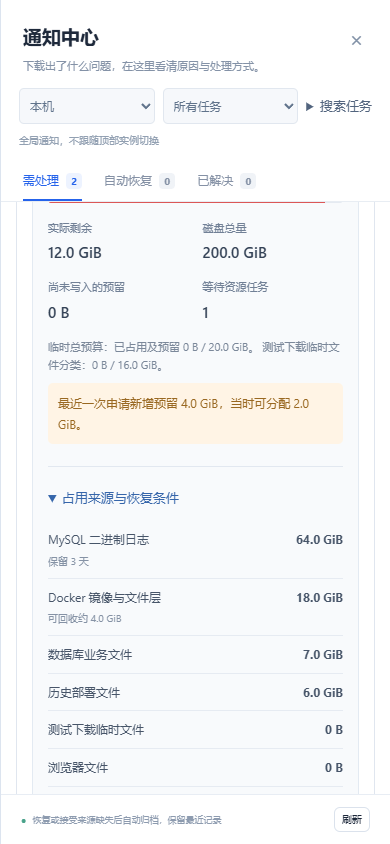 通知中心
下载出了什么问题，在这里看清原因与处理方式。
本机
所有任务
搜索任务
全局通知，不跟随顶部实例切换
需处理 2
自动恢复 0
已解决 0
实际剩余
磁盘总量
12.0 GiB
200.0 GiB
尚未写入的预留
等待资源任务
0 B
1
临时总预算：已占用及预留 0 B / 20.0 GiB。 测试下载临时文
件分类：0 B / 16.0 GiB。
最近一次申请新增预留 4.0 GiB，当时可分配 2.0
GiB。
占用来源与恢复条件
MySQL 二进制日志 64.0 GiB
保留 3 天
Docker 镜像与文件层 18.0 GiB
可回收约 4.0 GiB
数据库业务文件 7.0 GiB
历史部署文件 6.0 GiB
测试下载临时文件 0 B
浏览器文件 0 B
恢复或接受来源缺失后自动归档，保留最近记录
刷新